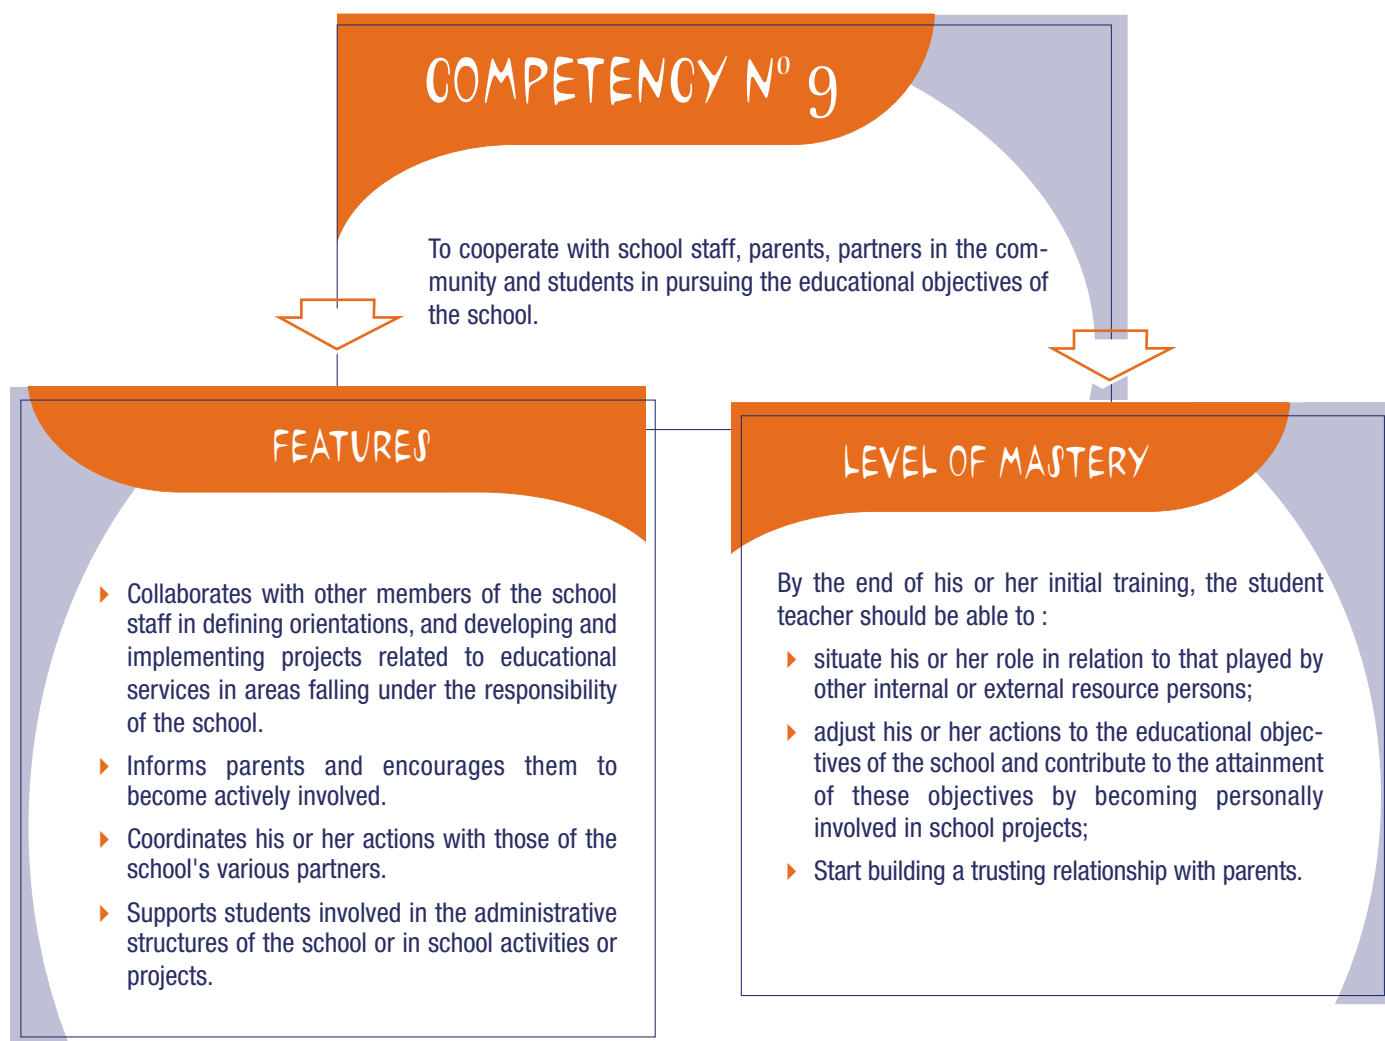 COMPETENCY Nº 9
To cooperate with school staff, parents, partners in the com-
munity and students in pursuing the educational objectives of
the school.
FEATURES
Collaborates with other members of the school
staff in defining orientations, and developing and
implementing projects related to educational
services in areas falling under the responsibility
of the school.
Informs parents and encourages them to
become actively involved.
Coordinates his or her actions with those of the
school's various partners.
Supports students involved in the administrative
structures of the school or in school activities or
projects.
LEVEL OF MASTERY
By the end of his or her initial training, the student
teacher should be able to :
situate his or her role in relation to that played by
other internal or external resource persons;
adjust his or her actions to the educational objec-
tives of the school and contribute to the attainment
of these objectives by becoming personally
involved in school projects;
Start building a trusting relationship with parents.